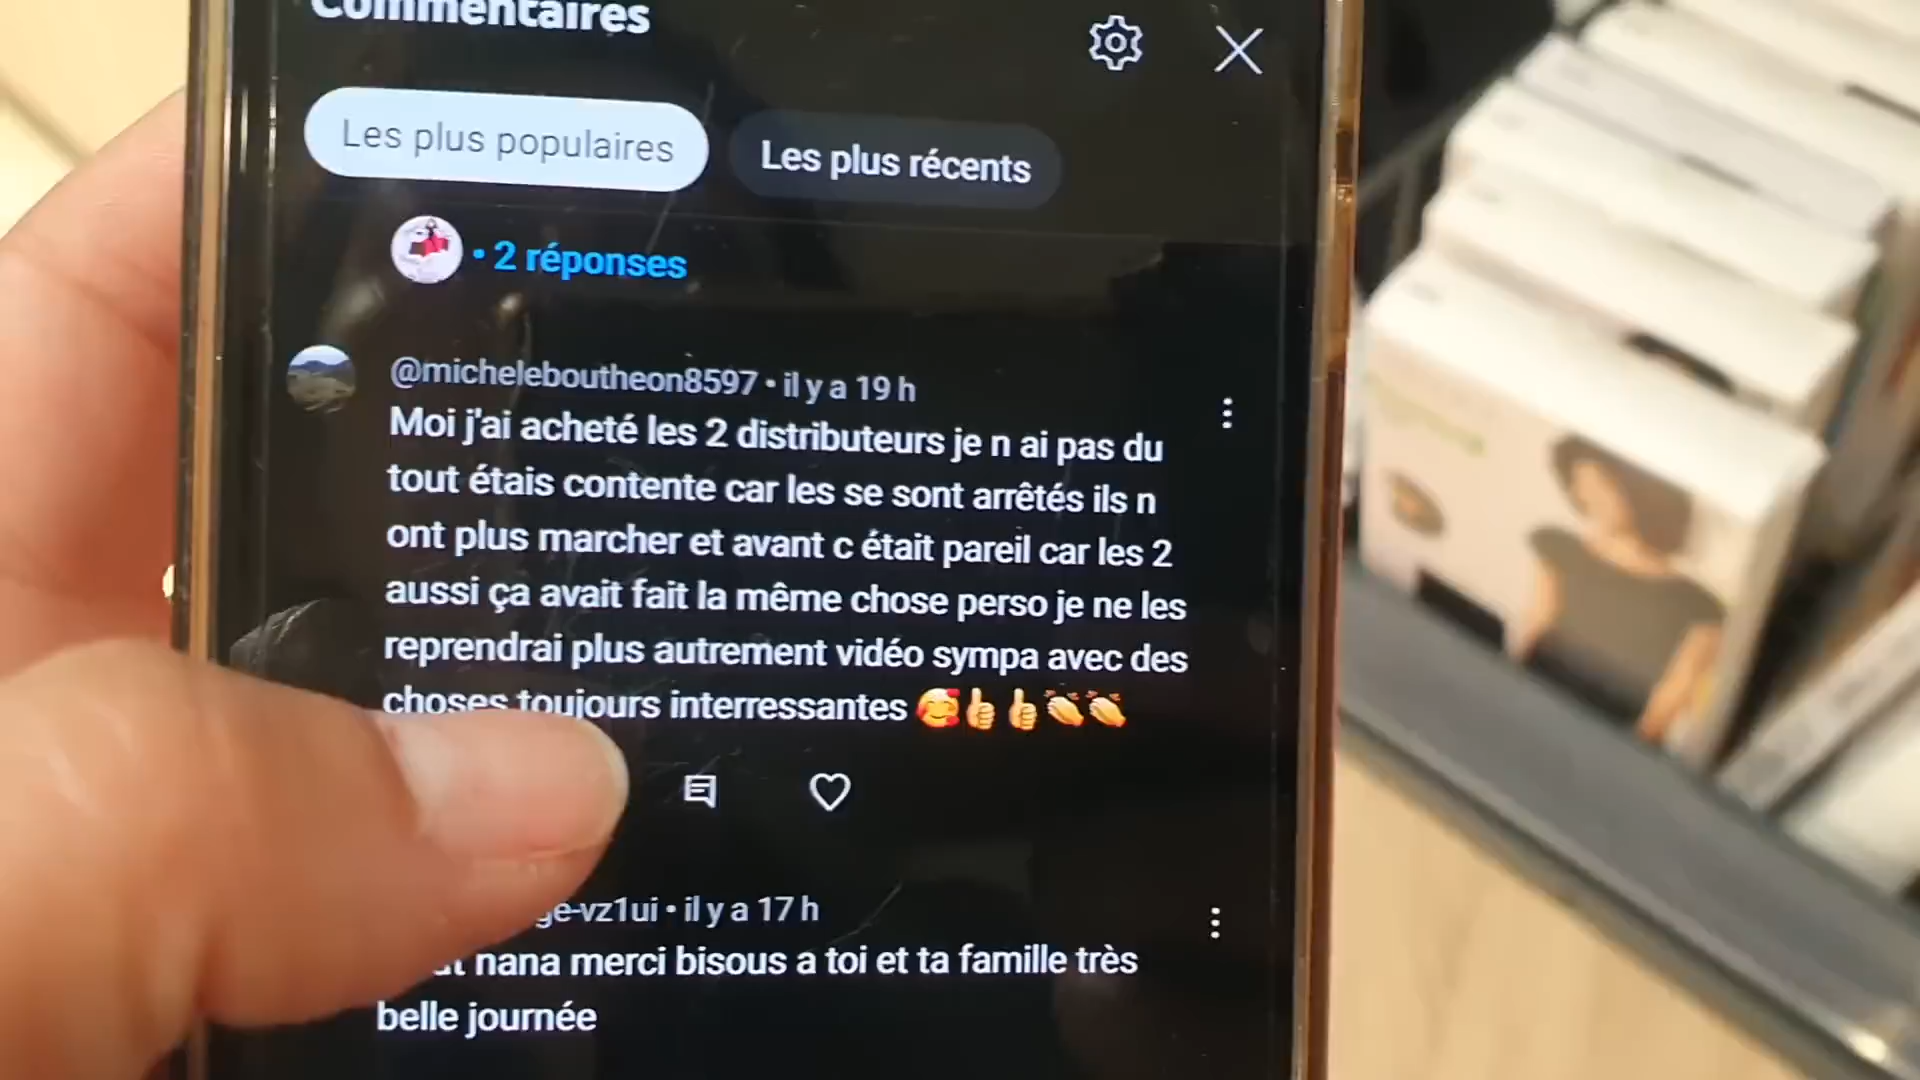 Commentaires
Les plus populaires
Les plus récents
• 2 réponses
@micheleboutheon8597 • il y a 19 h
Moi j'ai acheté les 2 distributeurs je n ai pas du
tout étais contente car les se sont arrêtés ils n
ont plus marcher et avant c était pareil car les 2
aussi ça avait fait la même chose perso je ne les
reprendrai plus autrement vidéo sympa avec des
choses toujours interressantes 🥰👍👍👏👏
ge-vz1ui • il y a 17 h
nana merci bisous a toi et ta famille très
belle journée